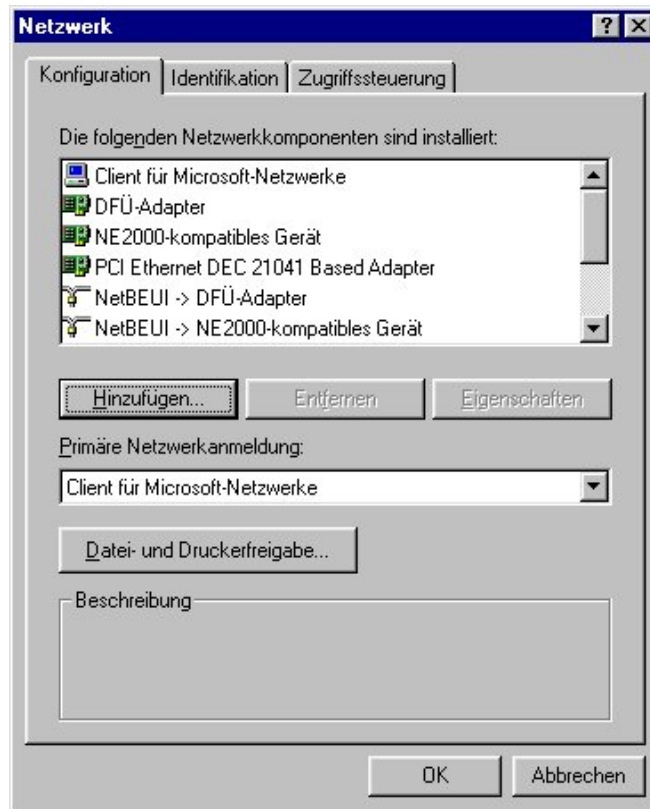 Netzwerk
Konfiguration Identifikation Zugriffssteuerung
Die folgenden Netzwerkkomponenten sind installiert:
Client für Microsoft-Netzwerke
DFÜ-Adapter
NE2000-kompatibles Gerät
PCI Ethernet DEC 21041 Based Adapter
NetBEUI -> DFÜ-Adapter
NetBEUI -> NE2000-kompatibles Gerät
Hinzufügen... Entfernen Eigenschaften
Primäre Netzwerkanmeldung:
Client für Microsoft-Netzwerke
Datei- und Druckerfreigabe...
Beschreibung
OK Abbrechen